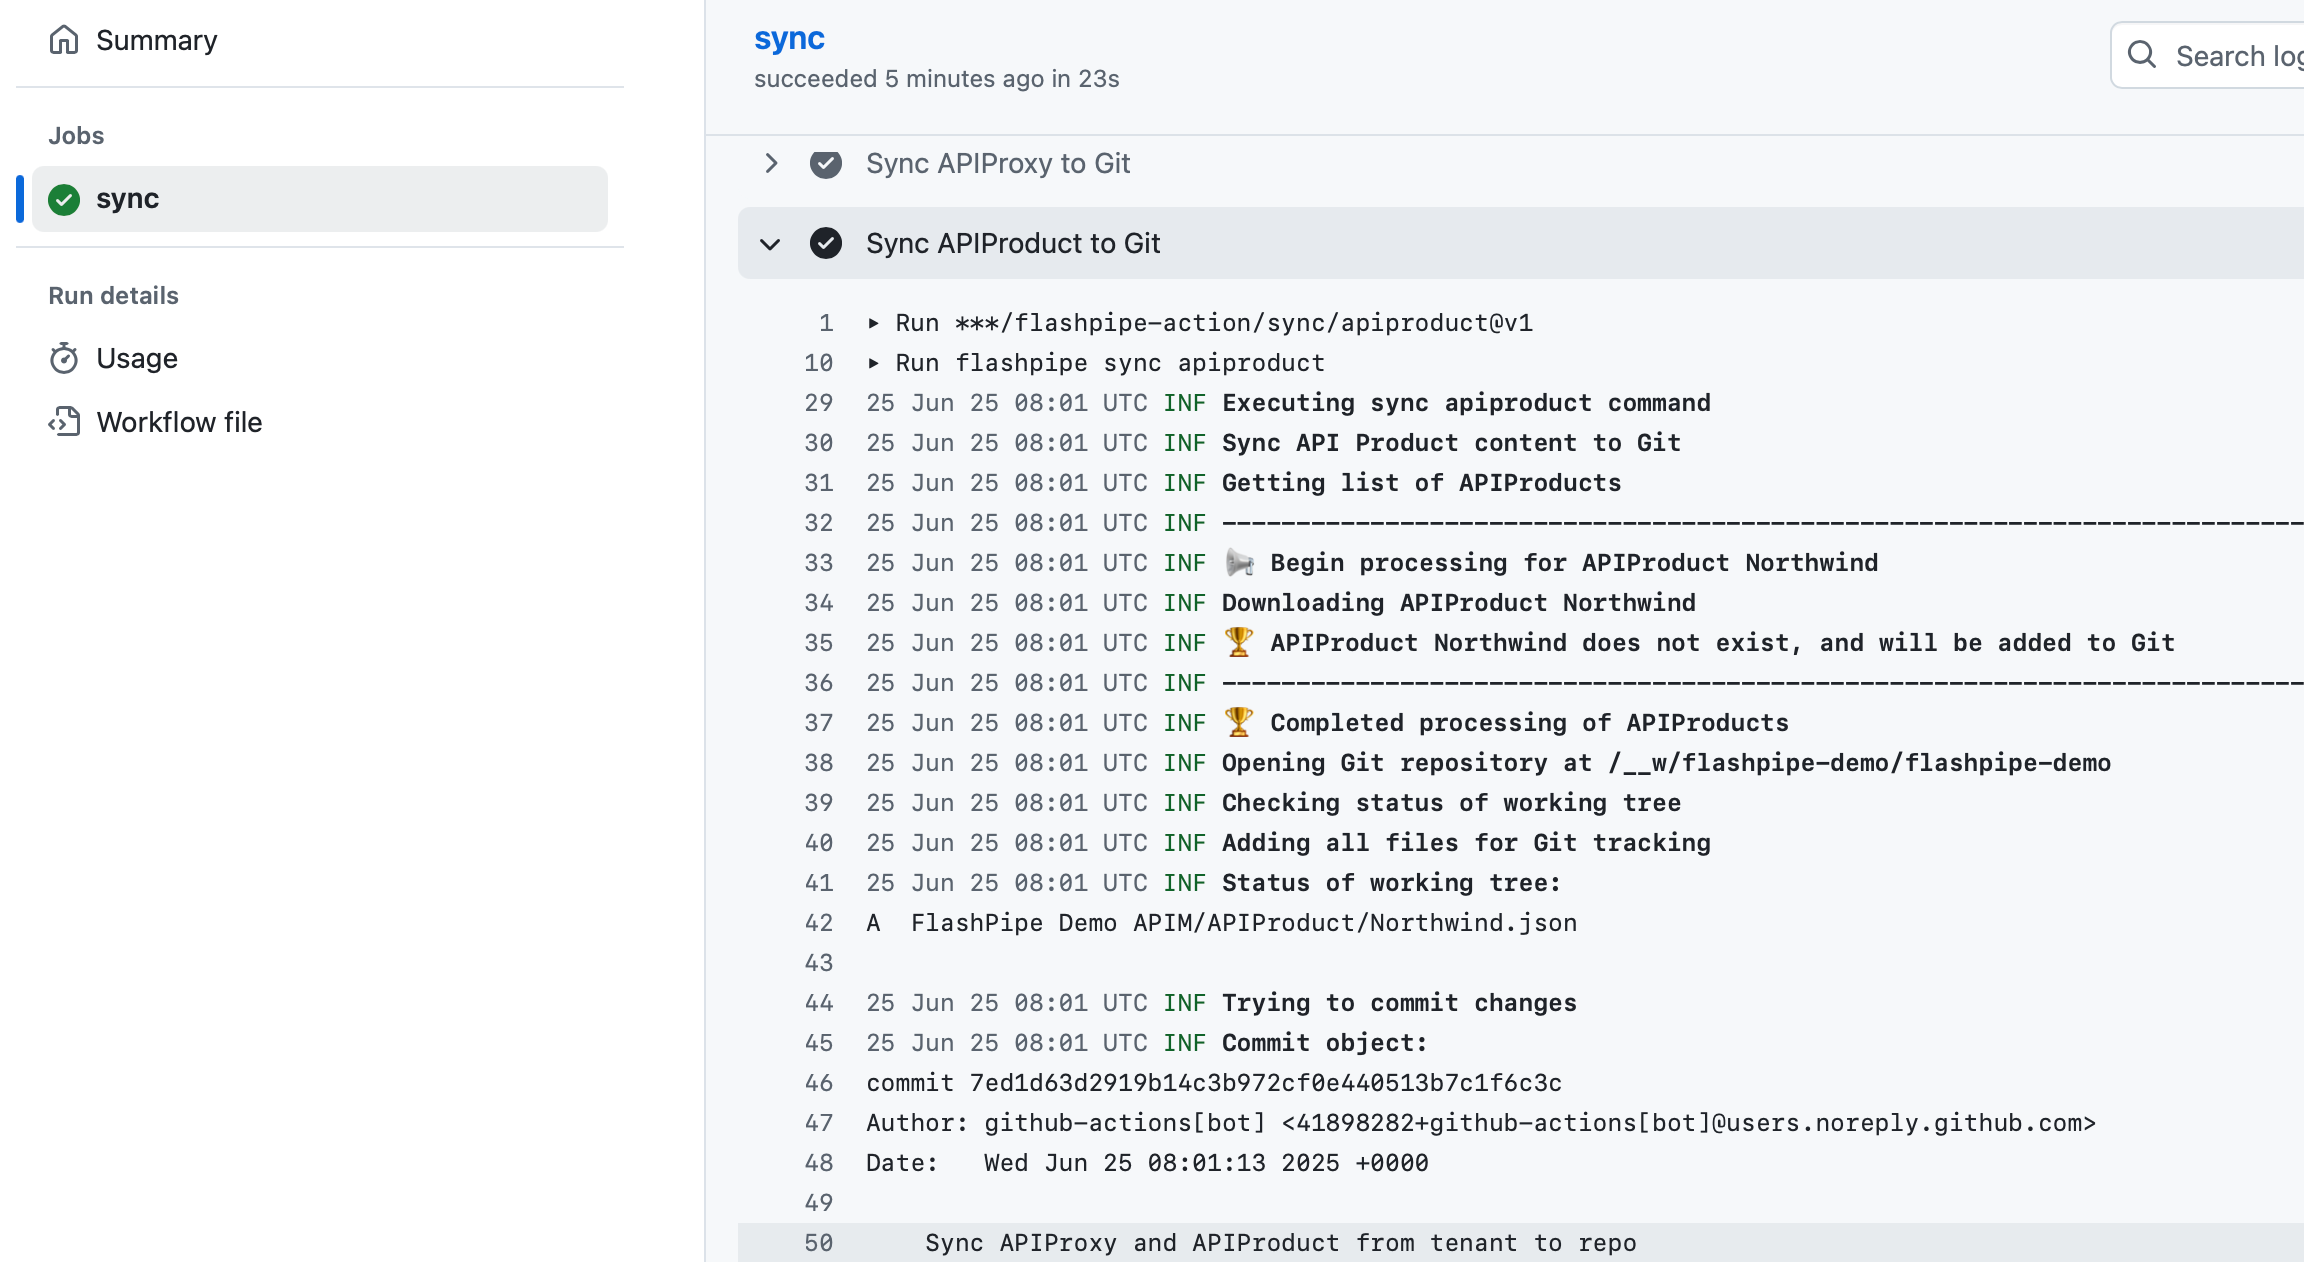 Summary
Jobs
sync
Run details
Usage
Workflow file
sync
succeeded 5 minutes ago in 23s
Search log
Sync APIProxy to Git
Sync APIProduct to Git
1 ▸ Run ***/flashpipe-action/sync/apiproduct@v1
10 ▸ Run flashpipe sync apiproduct
29 25 Jun 25 08:01 UTC INF Executing sync apiproduct command
30 25 Jun 25 08:01 UTC INF Sync API Product content to Git
31 25 Jun 25 08:01 UTC INF Getting list of APIProducts
32 25 Jun 25 08:01 UTC INF -------------------------------------------------------------------------
33 25 Jun 25 08:01 UTC INF 📢 Begin processing for APIProduct Northwind
34 25 Jun 25 08:01 UTC INF Downloading APIProduct Northwind
35 25 Jun 25 08:01 UTC INF 🏆 APIProduct Northwind does not exist, and will be added to Git
36 25 Jun 25 08:01 UTC INF -------------------------------------------------------------------------
37 25 Jun 25 08:01 UTC INF 🏆 Completed processing of APIProducts
38 25 Jun 25 08:01 UTC INF Opening Git repository at /__w/flashpipe-demo/flashpipe-demo
39 25 Jun 25 08:01 UTC INF Checking status of working tree
40 25 Jun 25 08:01 UTC INF Adding all files for Git tracking
41 25 Jun 25 08:01 UTC INF Status of working tree:
42 A  FlashPipe Demo APIM/APIProduct/Northwind.json
43
44 25 Jun 25 08:01 UTC INF Trying to commit changes
45 25 Jun 25 08:01 UTC INF Commit object:
46 commit 7ed1d63d2919b14c3b972cf0e440513b7c1f6c3c
47 Author: github-actions[bot] <41898282+github-actions[bot]@users.noreply.github.com>
48 Date:   Wed Jun 25 08:01:13 2025 +0000
49
50     Sync APIProxy and APIProduct from tenant to repo